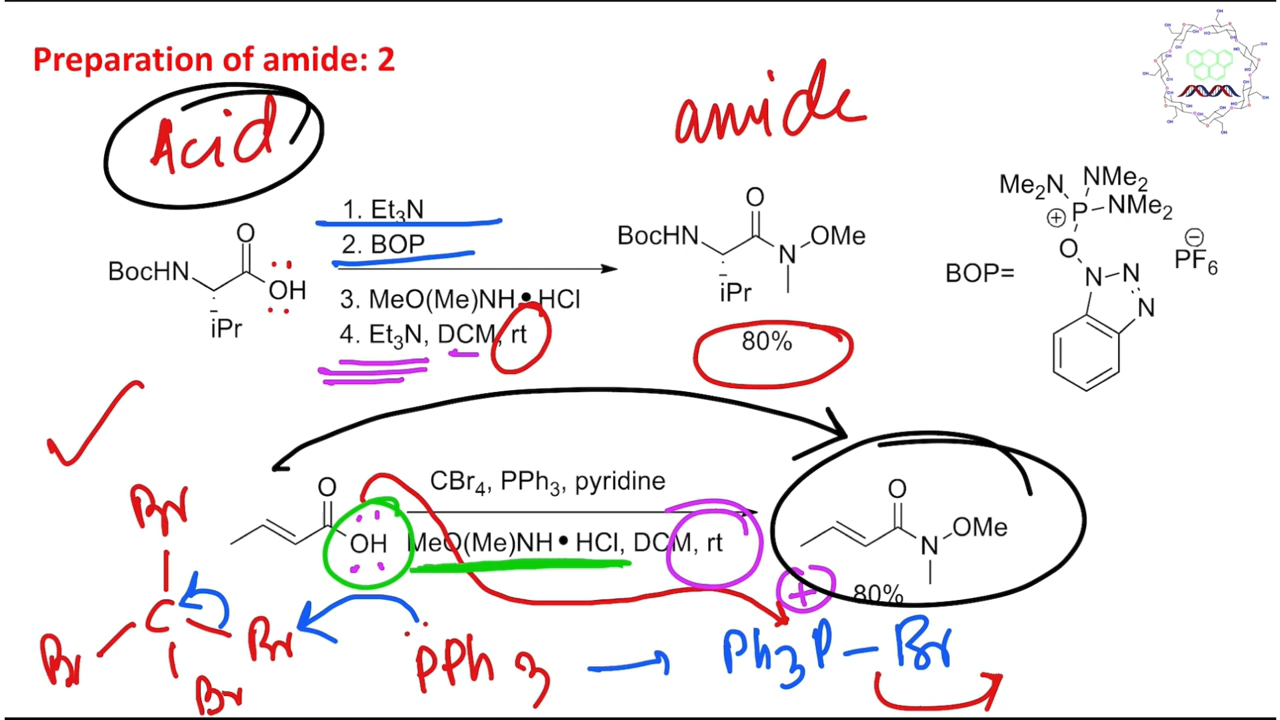 Preparation of amide: 2
Acid
amide
1. Et₃N
2. BOP
3. MeO(Me)NH•HCl
4. Et₃N, DCM, rt
O
BocHN
OH
iPr
O
BocHN
N
OMe
iPr
80%
BOP=
Me₂N
NMe₂
P
NMe₂
⊕
O
N
N
N
⊖
PF₆
CBr₄, PPh₃, pyridine
MeO(Me)NH•HCl, DCM, rt
O
OH
O
N
OMe
80%
+
Br
C
Br
Br
Br
PPh3
Ph3P–Br